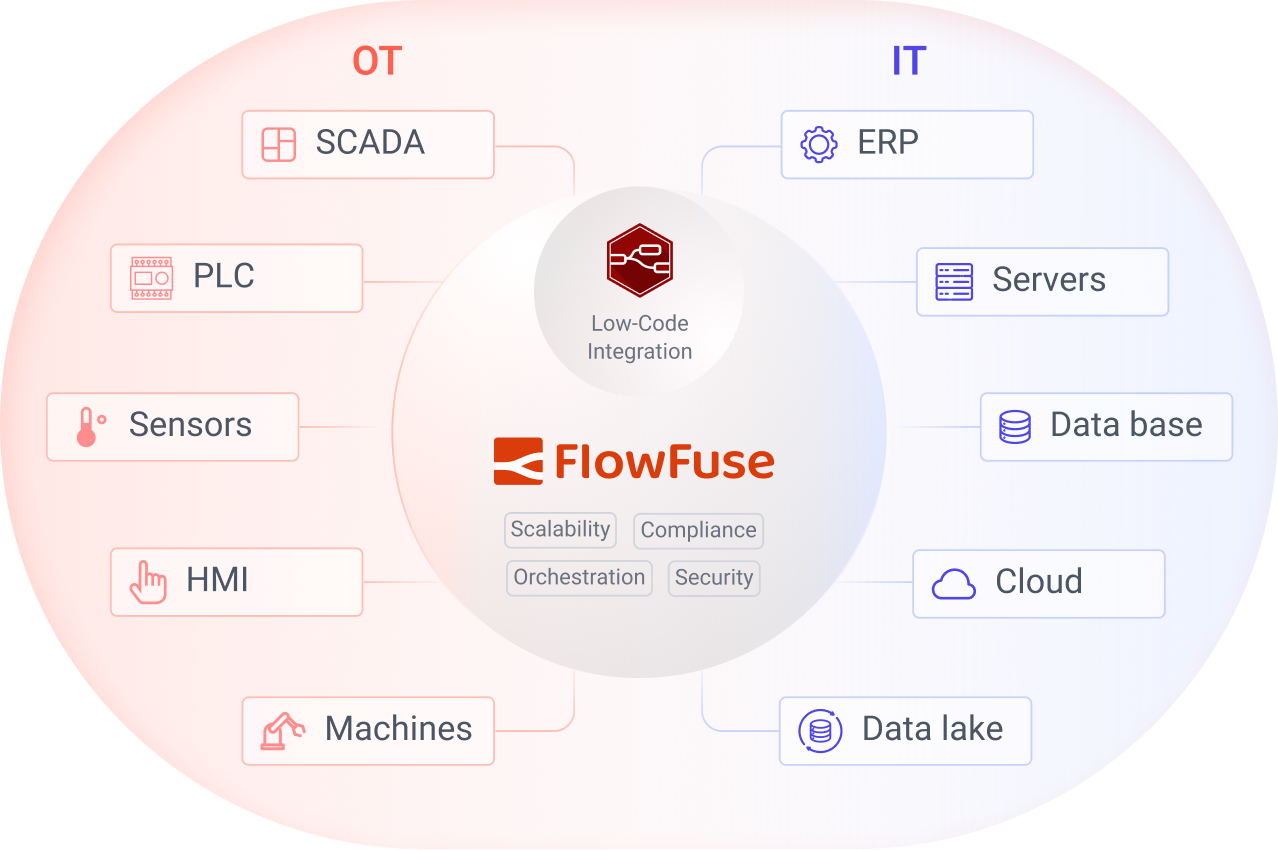 OT
IT
SCADA
ERP
PLC
Servers
Low-Code
Integration
Sensors
Data base
FlowFuse
Scalability
Compliance
Orchestration
Security
HMI
Cloud
Machines
Data lake